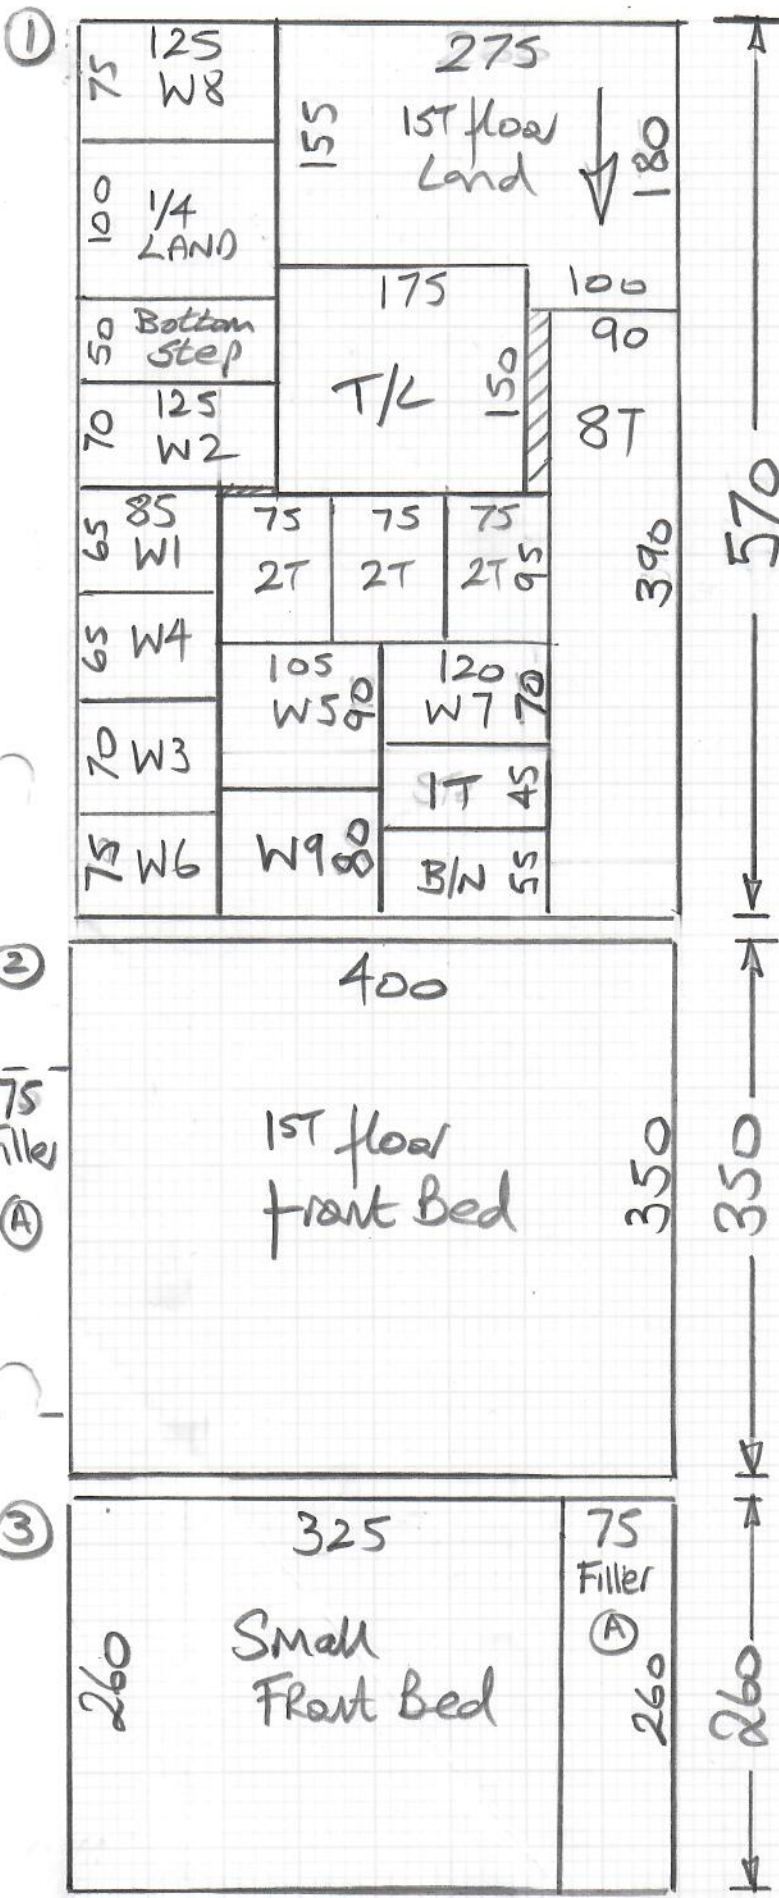 1
125
75 W8
275
155
1ST floor
Land
180
100 1/4
LAND
50 Bottom
Step
175
T/L
150
100
90
8T
390
570
125
70 W2
85
65 W1
75
2T
75
2T
75
2T 95
65 W4
105
W5 90
120
W7 70
70 W3
1T 45
75 W6
W9 80
B/N 55
2
400
75
A
1ST floor
front Bed
350
350
3
325
Small
FRont Bed
260
75
Filler
A
260
260